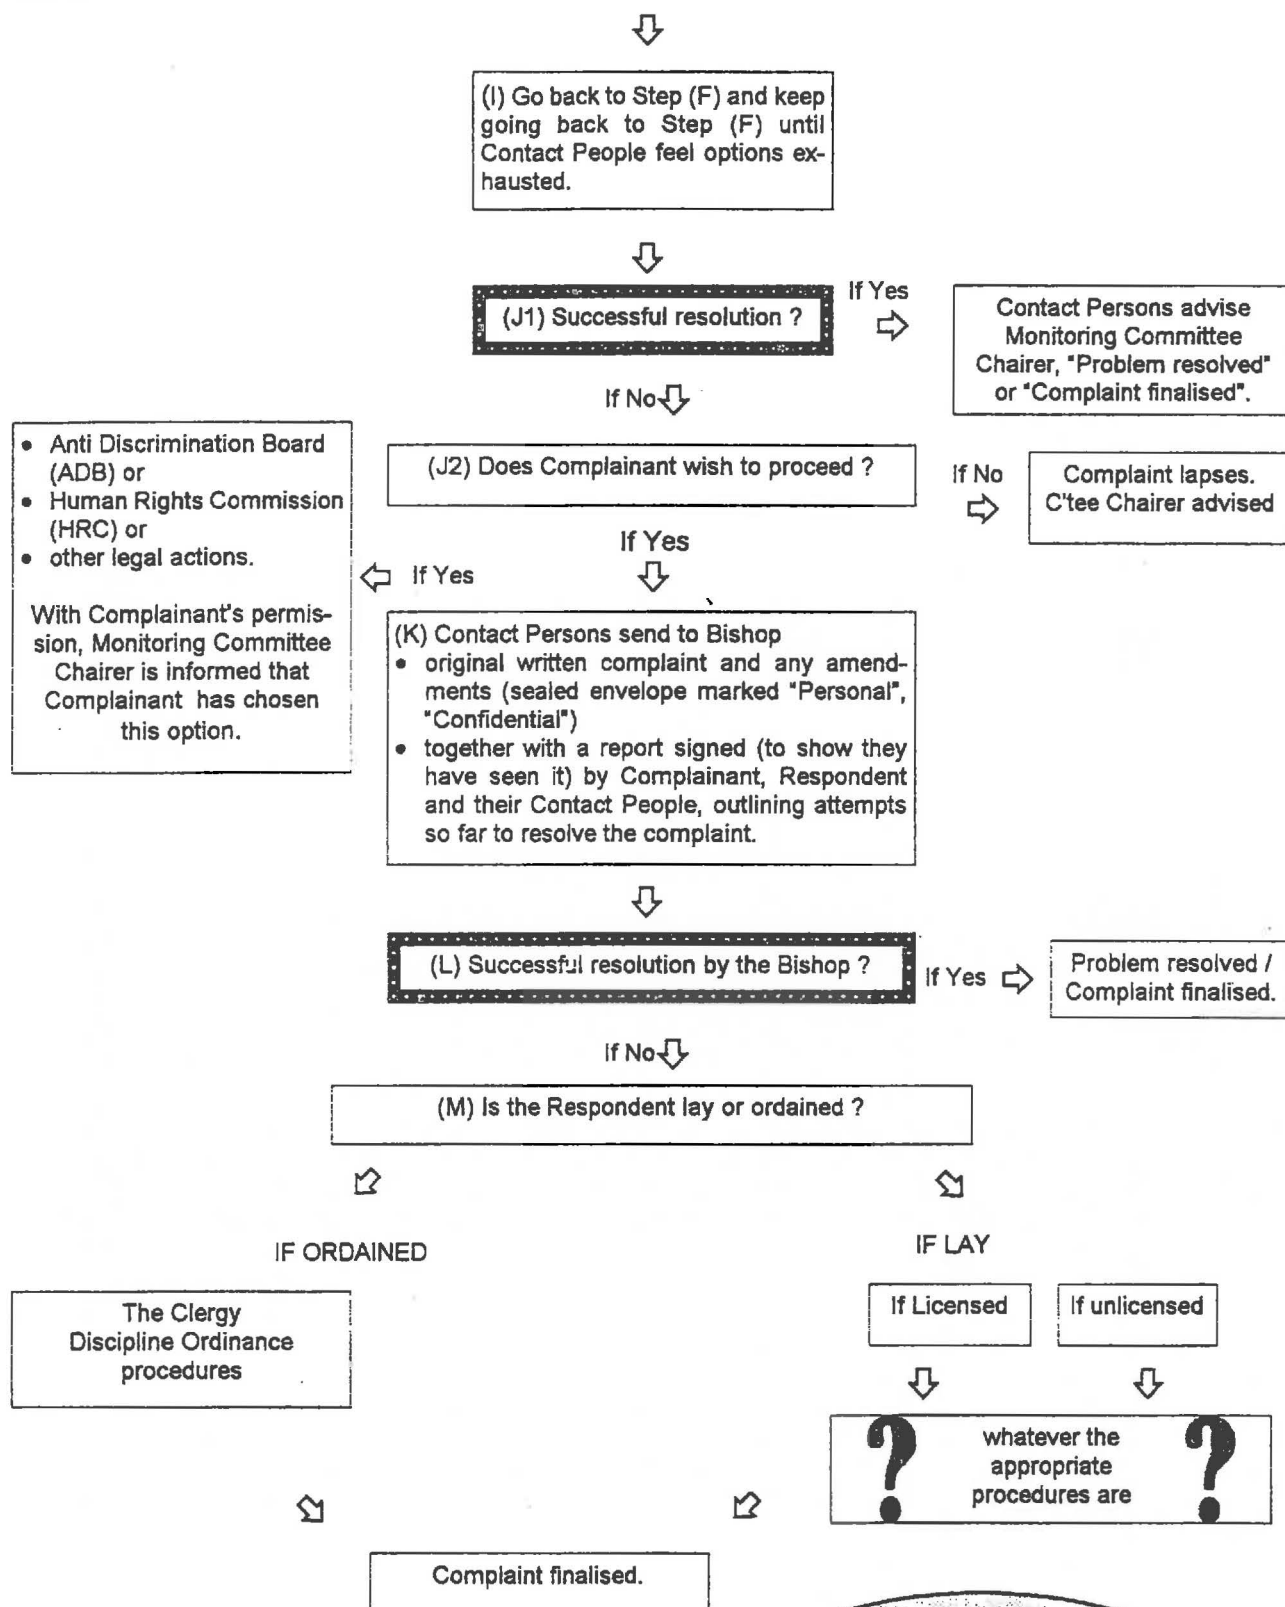 (I) Go back to Step (F) and keep
going back to Step (F) until
Contact People feel options ex-
hausted.
(J1) Successful resolution ?
If Yes
Contact Persons advise
Monitoring Committee
Chairer, "Problem resolved"
or "Complaint finalised".
If No
(J2) Does Complainant wish to proceed ?
If No
Complaint lapses.
C'tee Chairer advised
If Yes
If Yes
• Anti Discrimination Board
(ADB) or
• Human Rights Commission
(HRC) or
• other legal actions.
With Complainant's permis-
sion, Monitoring Committee
Chairer is informed that
Complainant has chosen
this option.
(K) Contact Persons send to Bishop
• original written complaint and any amend-
ments (sealed envelope marked "Personal",
"Confidential")
• together with a report signed (to show they
have seen it) by Complainant, Respondent
and their Contact People, outlining attempts
so far to resolve the complaint.
(L) Successful resolution by the Bishop ?
If Yes
Problem resolved /
Complaint finalised.
If No
(M) Is the Respondent lay or ordained ?
IF ORDAINED
IF LAY
The Clergy
Discipline Ordinance
procedures
If Licensed
If unlicensed
? whatever the ?
appropriate
procedures are
Complaint finalised.